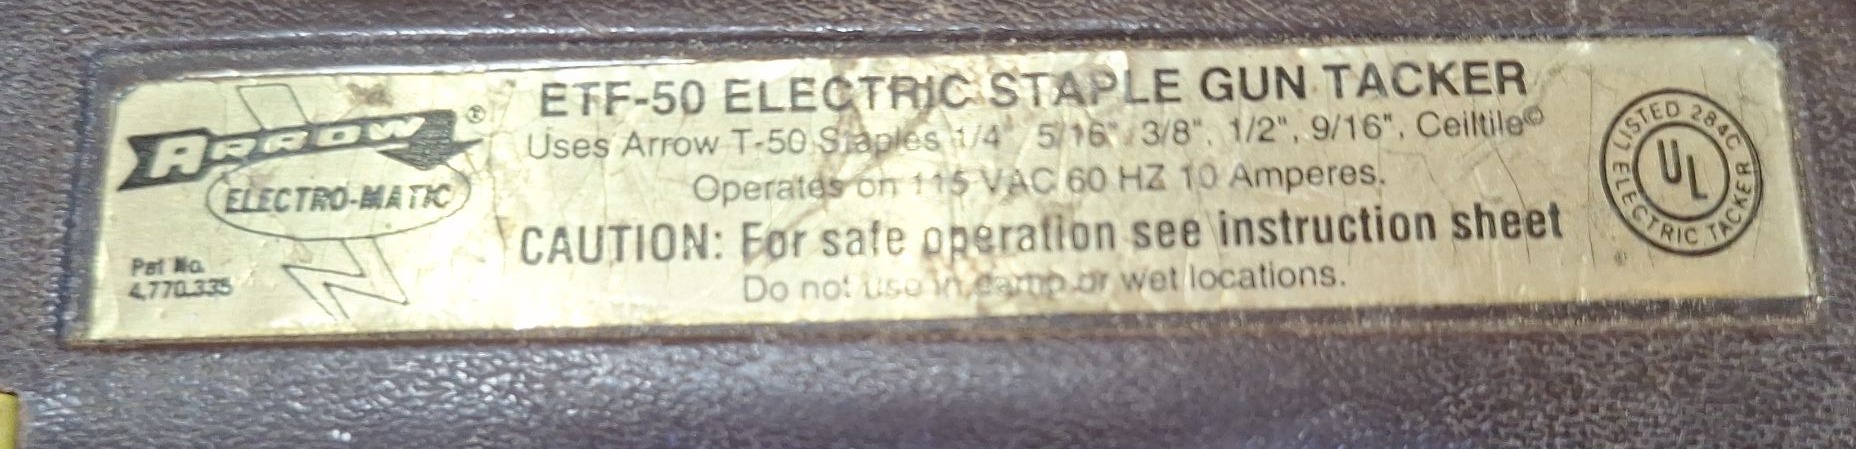 ARROW®
ELECTRO-MATIC
Pat No.
4,770,335
ETF-50 ELECTRIC STAPLE GUN TACKER
Uses Arrow T-50 Staples 1/4" 5/16" 3/8", 1/2", 9/16", Ceiltile©
Operates on 115 VAC 60 HZ 10 Amperes.
CAUTION: For safe operation see instruction sheet
Do not use in damp or wet locations.
LISTED 284C
UL
ELECTRIC TACKER
®